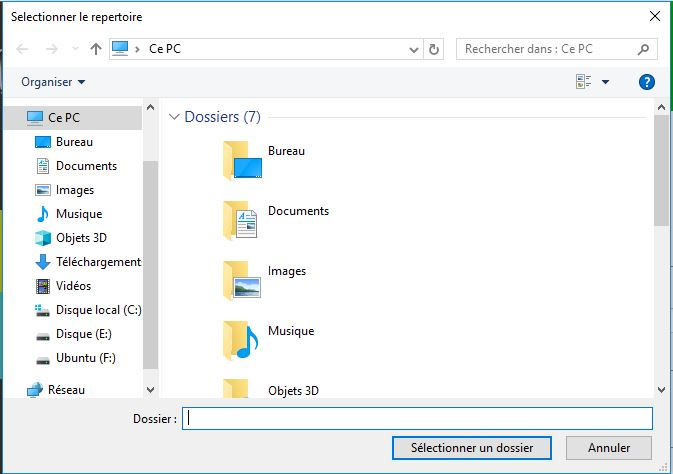 Selectionner le repertoire
Ce PC
Rechercher dans : Ce PC
Organiser
?
Ce PC
Bureau
Documents
Images
Musique
Objets 3D
Téléchargement
Vidéos
Disque local (C:)
Disque (E:)
Ubuntu (F:)
Réseau
Dossiers (7)
Bureau
Documents
Images
Musique
Objets 3D
Dossier :
Sélectionner un dossier
Annuler